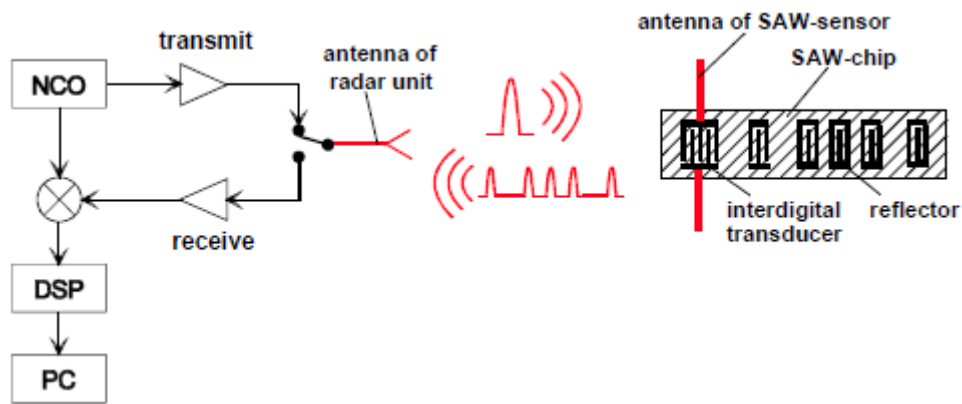 transmit
NCO
antenna of
radar unit
receive
DSP
PC
antenna of SAW-sensor
SAW-chip
interdigital
transducer
reflector